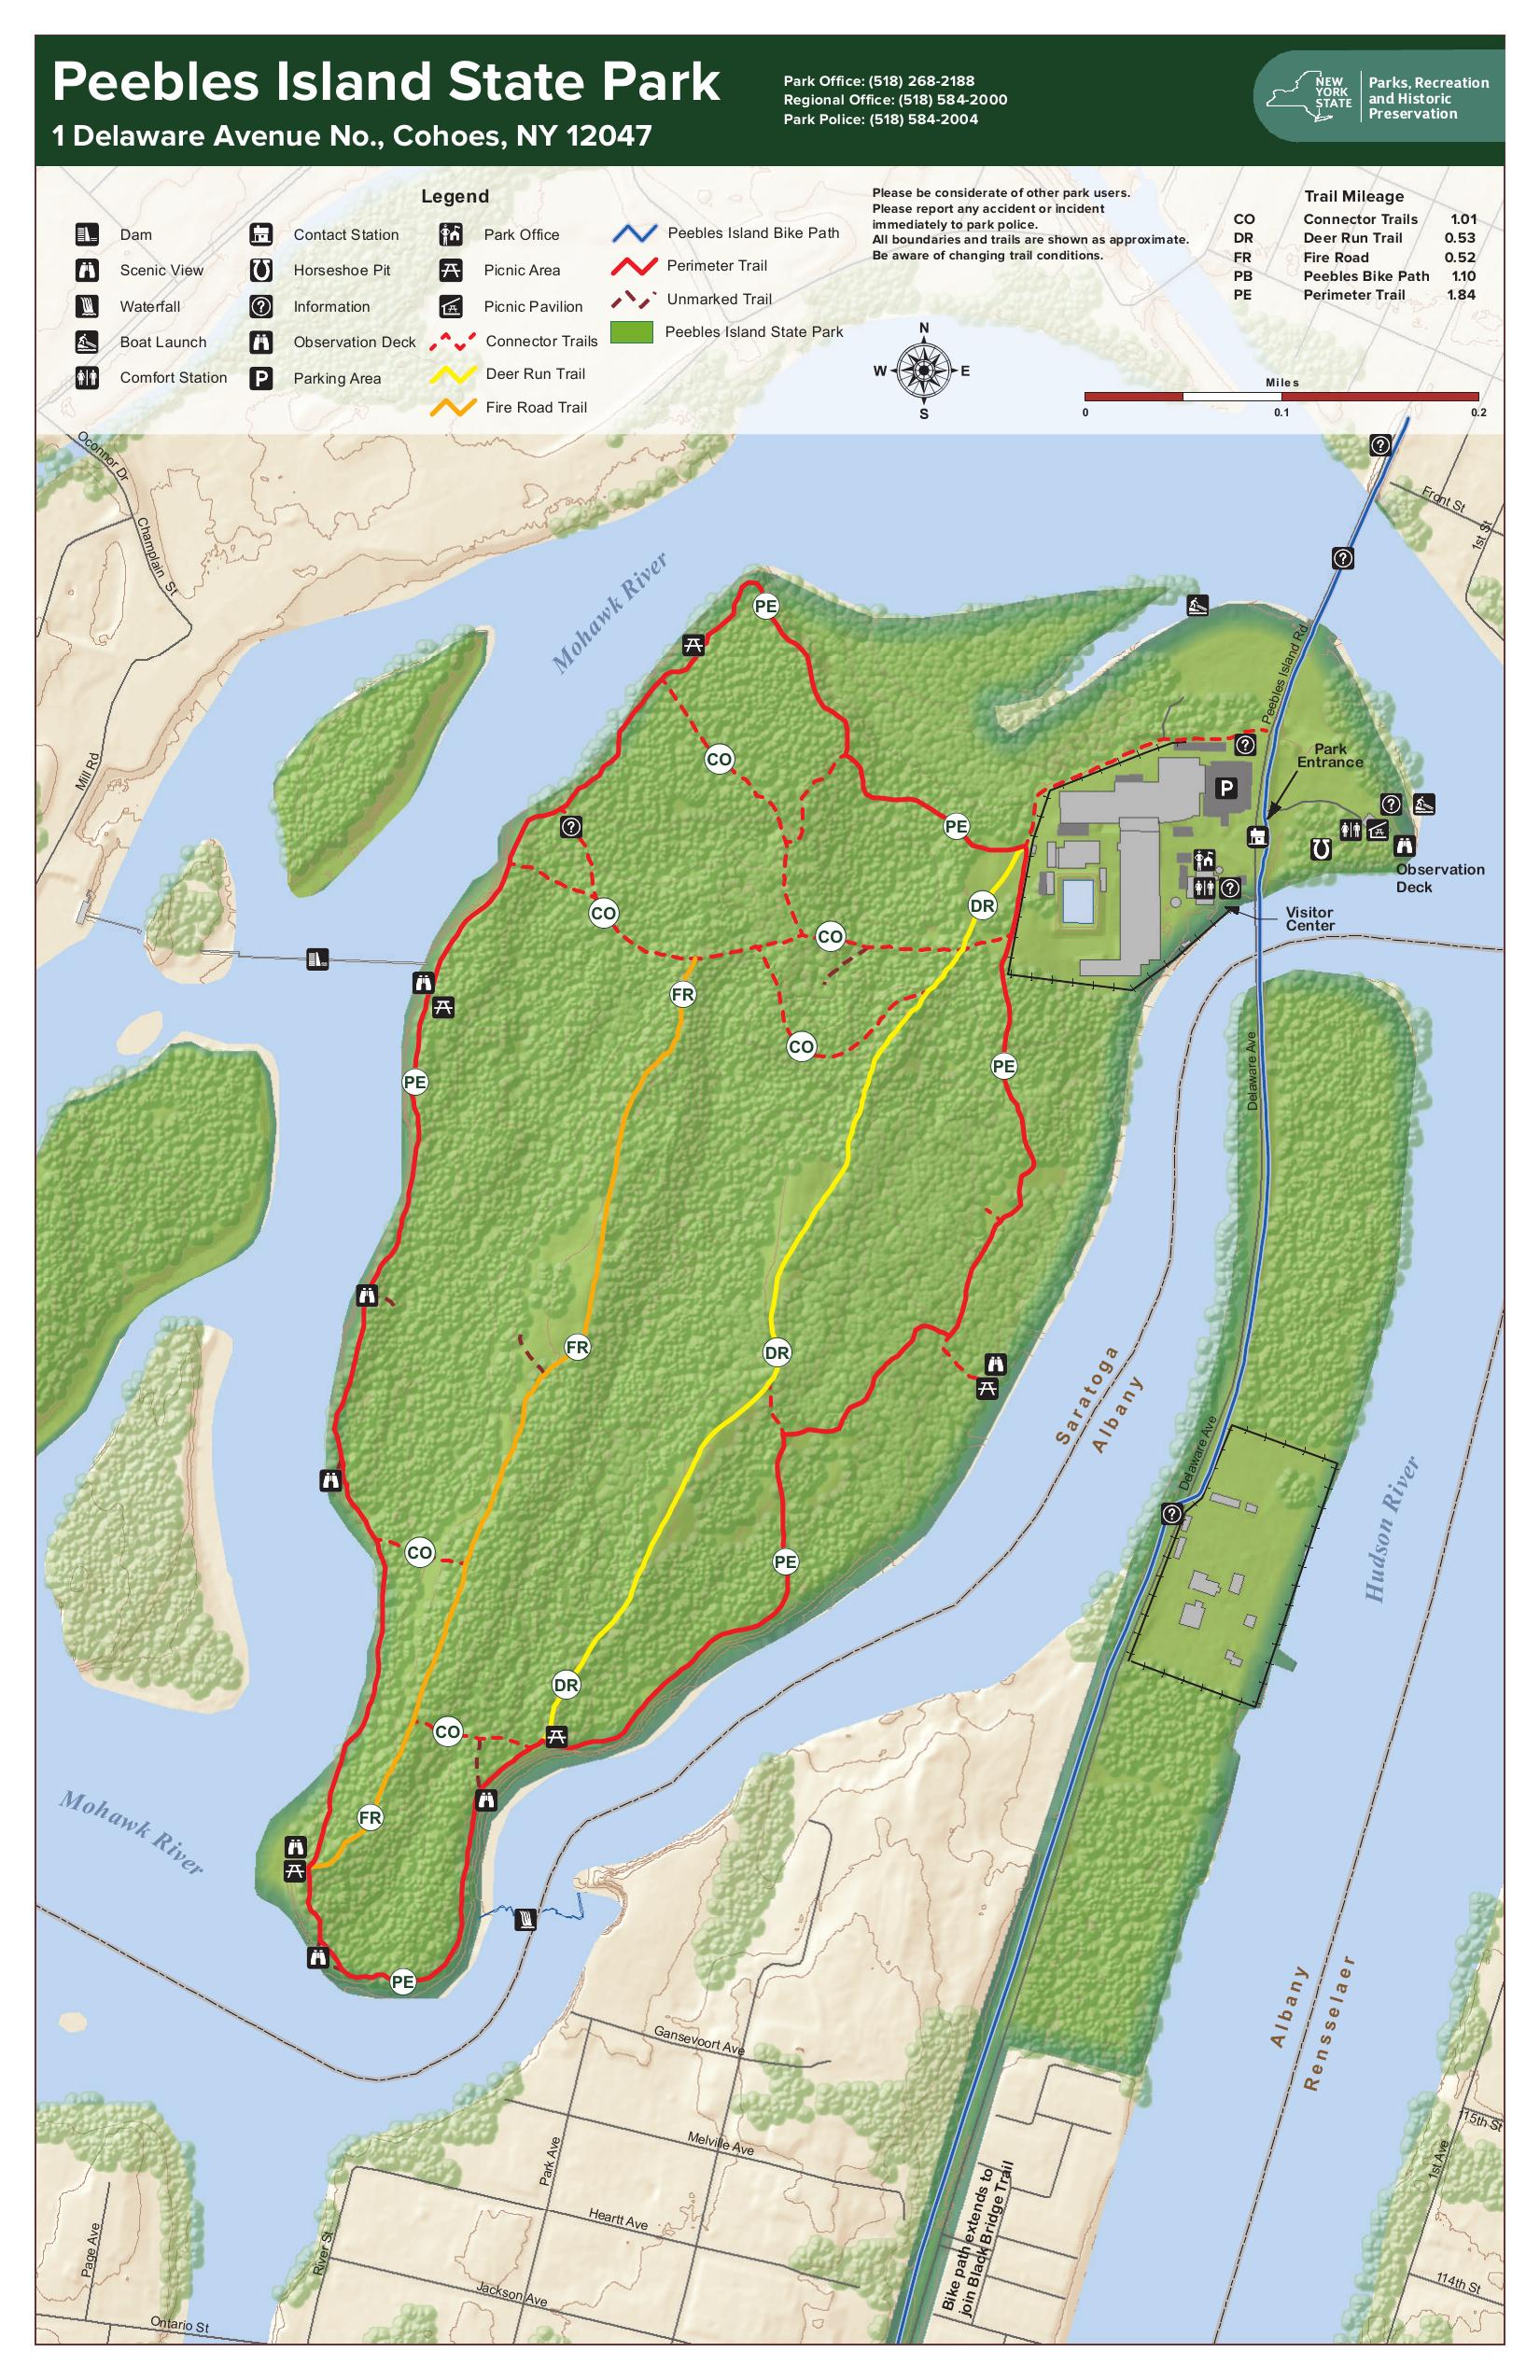 Peebles Island State Park
1 Delaware Avenue No., Cohoes, NY 12047
Park Office: (518) 268-2188
Regional Office: (518) 584-2000
Park Police: (518) 584-2004
NEW
YORK
STATE
Parks, Recreation
and Historic
Preservation
Legend
Dam
Scenic View
Waterfall
Boat Launch
Comfort Station
Contact Station
Horseshoe Pit
Information
Observation Deck
P
Parking Area
Park Office
Picnic Area
Picnic Pavilion
Connector Trails
Deer Run Trail
Fire Road Trail
Peebles Island Bike Path
Perimeter Trail
Unmarked Trail
Peebles Island State Park
Please be considerate of other park users.
Please report any accident or incident
immediately to park police.
All boundaries and trails are shown as approximate.
Be aware of changing trail conditions.
Trail Mileage
CO Connector Trails 1.01
DR Deer Run Trail 0.53
FR Fire Road 0.52
PB Peebles Bike Path 1.10
PE Perimeter Trail 1.84
N
W E
S
Miles
0 0.1 0.2
Oconnor Dr
Champlain St
Mill Rd
Mohawk River
Front St
1st St
PE
Peebles Island Rd
CO
Park
Entrance
P
PE
Observation
Deck
DR
CO
CO
Visitor
Center
FR
CO
PE
PE
Delaware Ave
FR
DR
Saratoga
Albany
Delaware Ave
Hudson River
CO
PE
DR
CO
FR
Mohawk River
PE
Albany
Rensselaer
Gansevoort Ave
Park Ave
Melville Ave
Heartt Ave
River St
Jackson Ave
Page Ave
Ontario St
Bike path extends to
join Black Bridge Trail
115th St
1st Ave
114th St